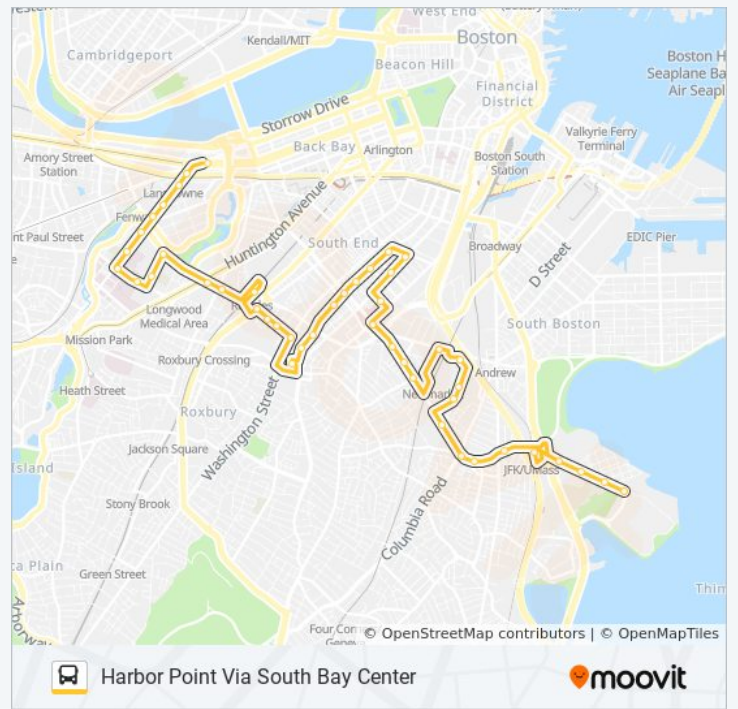 West End
Kendall/MIT
Boston
Cambridgeport
Beacon Hill
Boston H
Seaplane Ba
Air Seapl
Financial
District
Storrow Drive
Valkyrie Ferry
Terminal
Back Bay
Arlington
Amory Street
Station
Boston South
Station
Huntington Avenue
nt Paul Street
South End
Broadway
EDIC Pier
D Street
Longwood
Medical Area
South Boston
Mission Park
Roxbury Crossing
Andrew
Heath Street
Washington Street
Roxbury
Jackson Square
JFK/UMass
Island
Columbia Road
Stony Brook
ca Plain
Green Street
Thim
Arborway
Four Corn
Genev
© OpenStreetMap contributors | © OpenMapTiles
Harbor Point Via South Bay Center
moovit